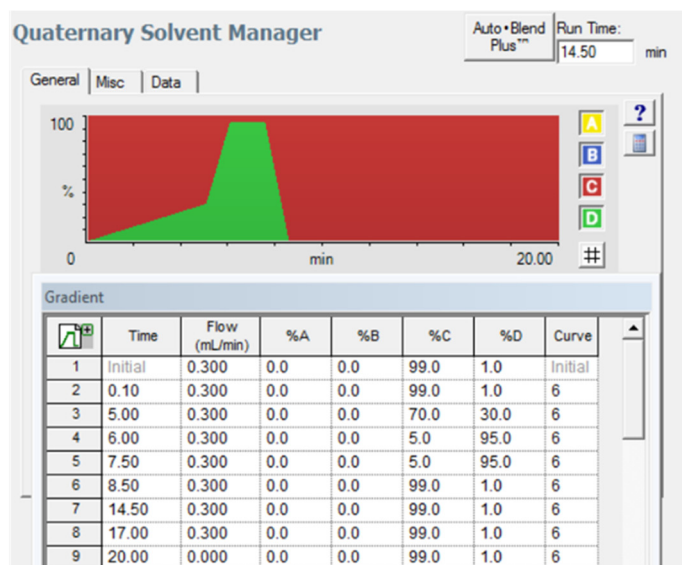 Quaternary Solvent Manager
Auto•Blend Plus™
Run Time:
14.50 min
General Misc Data
100
%
0 min 20.00
A
B
C
D
?
#
Gradient
Time Flow (mL/min) %A %B %C %D Curve
1 Initial 0.300 0.0 0.0 99.0 1.0 Initial
2 0.10 0.300 0.0 0.0 99.0 1.0 6
3 5.00 0.300 0.0 0.0 70.0 30.0 6
4 6.00 0.300 0.0 0.0 5.0 95.0 6
5 7.50 0.300 0.0 0.0 5.0 95.0 6
6 8.50 0.300 0.0 0.0 99.0 1.0 6
7 14.50 0.300 0.0 0.0 99.0 1.0 6
8 17.00 0.300 0.0 0.0 99.0 1.0 6
9 20.00 0.000 0.0 0.0 99.0 1.0 6